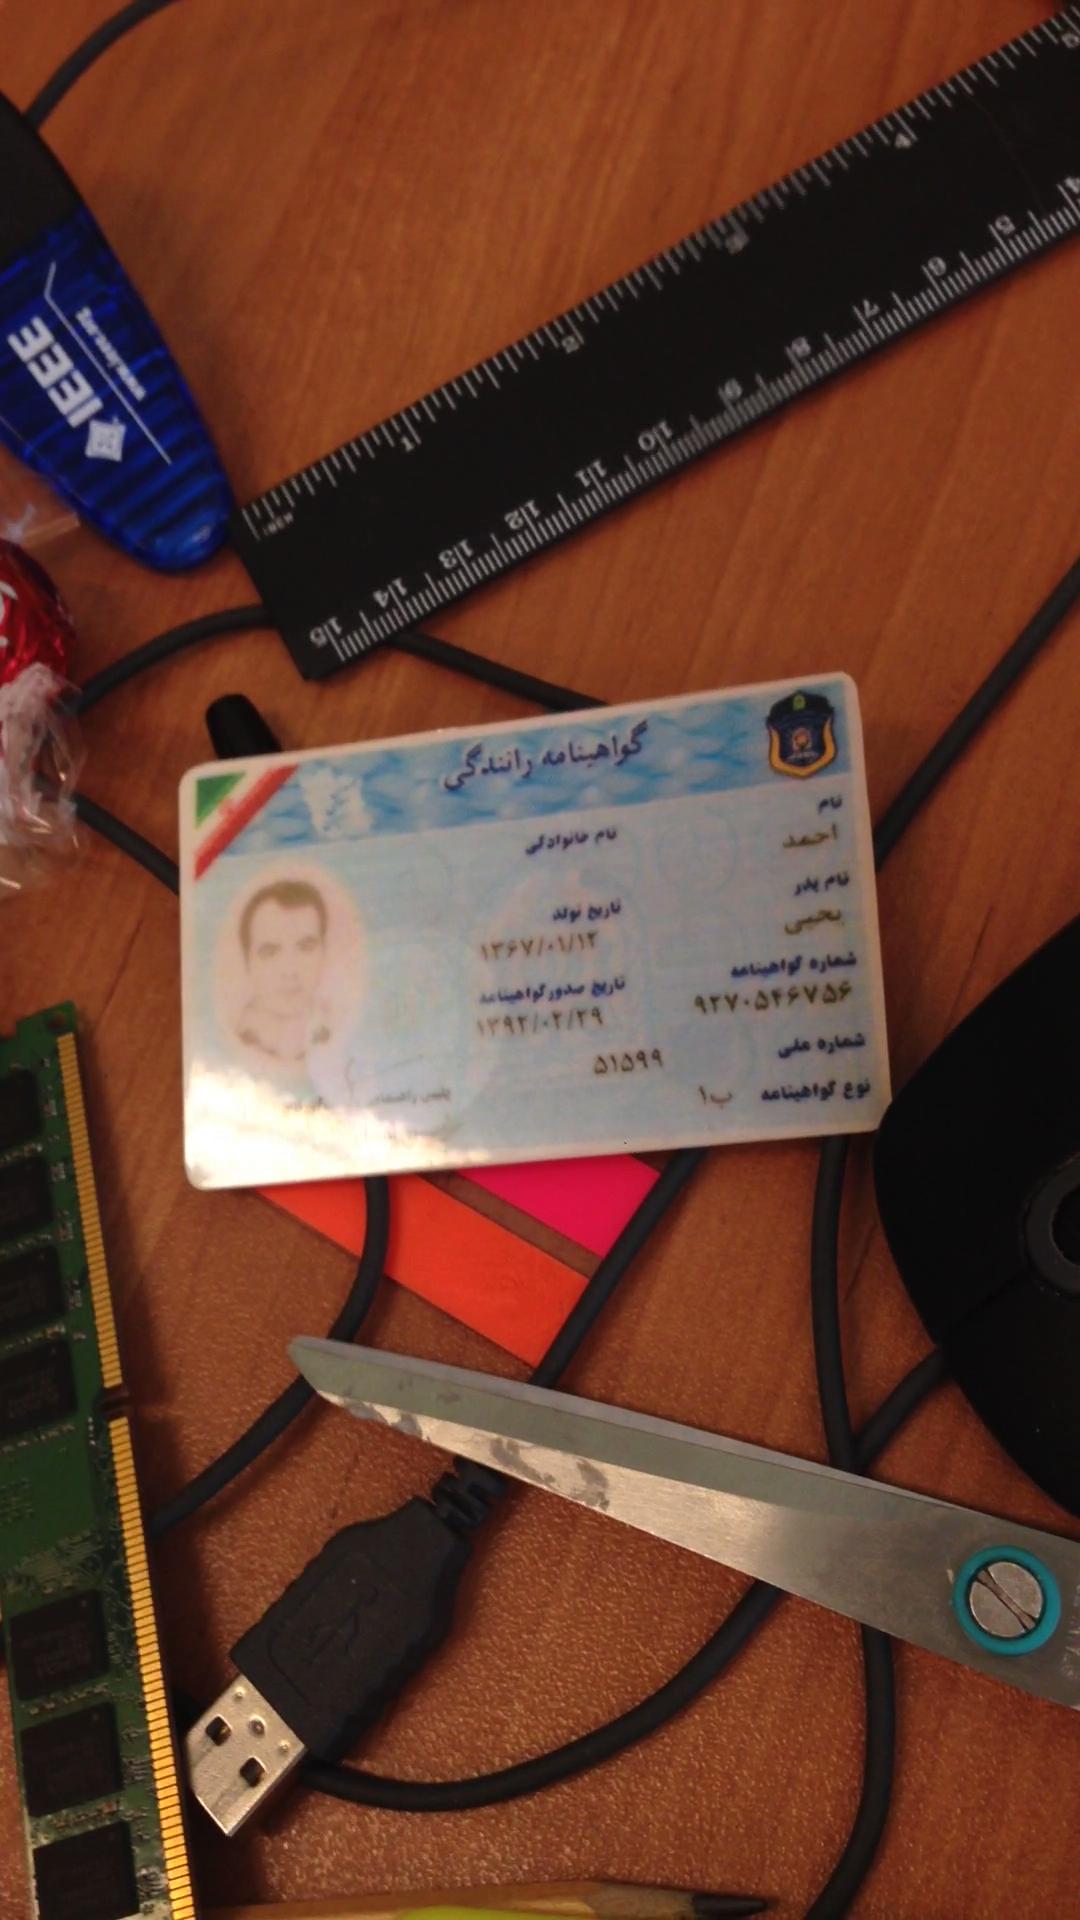 IEEE
1
2
3
4
5
4
5
6
7
8
9
10
11
12
13
14
15
گواهینامه رانندگی
نام
احمد
نام خانوادگی
نام پدر
یحیی
تاریخ تولد
۱۳۶۷/۰۱/۱۲
شماره گواهینامه
۹۲۷۰۵۴۶۷۵۶
تاریخ صدور گواهینامه
۱۳۹۲/۰۲/۲۹
شماره ملی
۵۱۵۹۹
نوع گواهینامه ب۱
پلیس راهنمایی